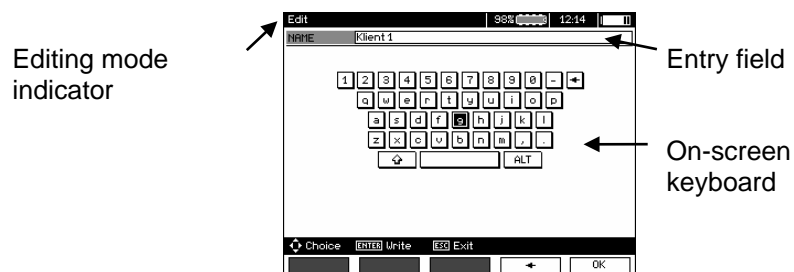 Edit 98% 12:14
NAME Klient 1
Editing mode
indicator
Entry field
1 2 3 4 5 6 7 8 9 0 -
q w e r t y u i o p
a s d f g h j k l
z x c v b n m , .
ALT
On-screen
keyboard
Choice ENTER Write ESC Exit
OK